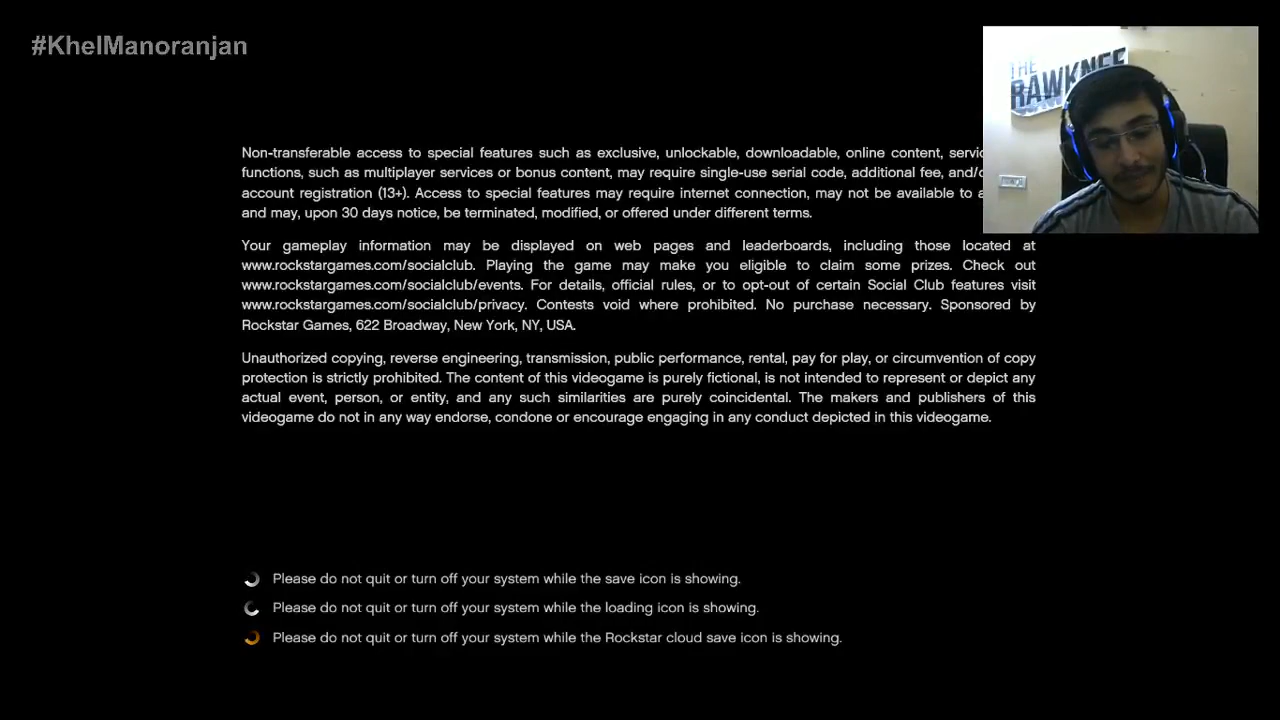 #KhelManoranjan
THE
RAWKNEE
Non-transferable access to special features such as exclusive, unlockable, downloadable, online content,
functions, such as multiplayer services or bonus content, may require single-use serial code, additional fee,
account registration (13+). Access to special features may require internet connection, may not be available to
and may, upon 30 days notice, be terminated, modified, or offered under different terms.
Your gameplay information may be displayed on web pages and leaderboards, including those located at
www.rockstargames.com/socialclub. Playing the game may make you eligible to claim some prizes. Check out
www.rockstargames.com/socialclub/events. For details, official rules, or to opt-out of certain Social Club features visit
www.rockstargames.com/socialclub/privacy. Contests void where prohibited. No purchase necessary. Sponsored by
Rockstar Games, 622 Broadway, New York, NY, USA.
Unauthorized copying, reverse engineering, transmission, public performance, rental, pay for play, or circumvention of copy
protection is strictly prohibited. The content of this videogame is purely fictional, is not intended to represent or depict any
actual event, person, or entity, and any such similarities are purely coincidental. The makers and publishers of this
videogame do not in any way endorse, condone or encourage engaging in any conduct depicted in this videogame.
Please do not quit or turn off your system while the save icon is showing.
Please do not quit or turn off your system while the loading icon is showing.
Please do not quit or turn off your system while the Rockstar cloud save icon is showing.